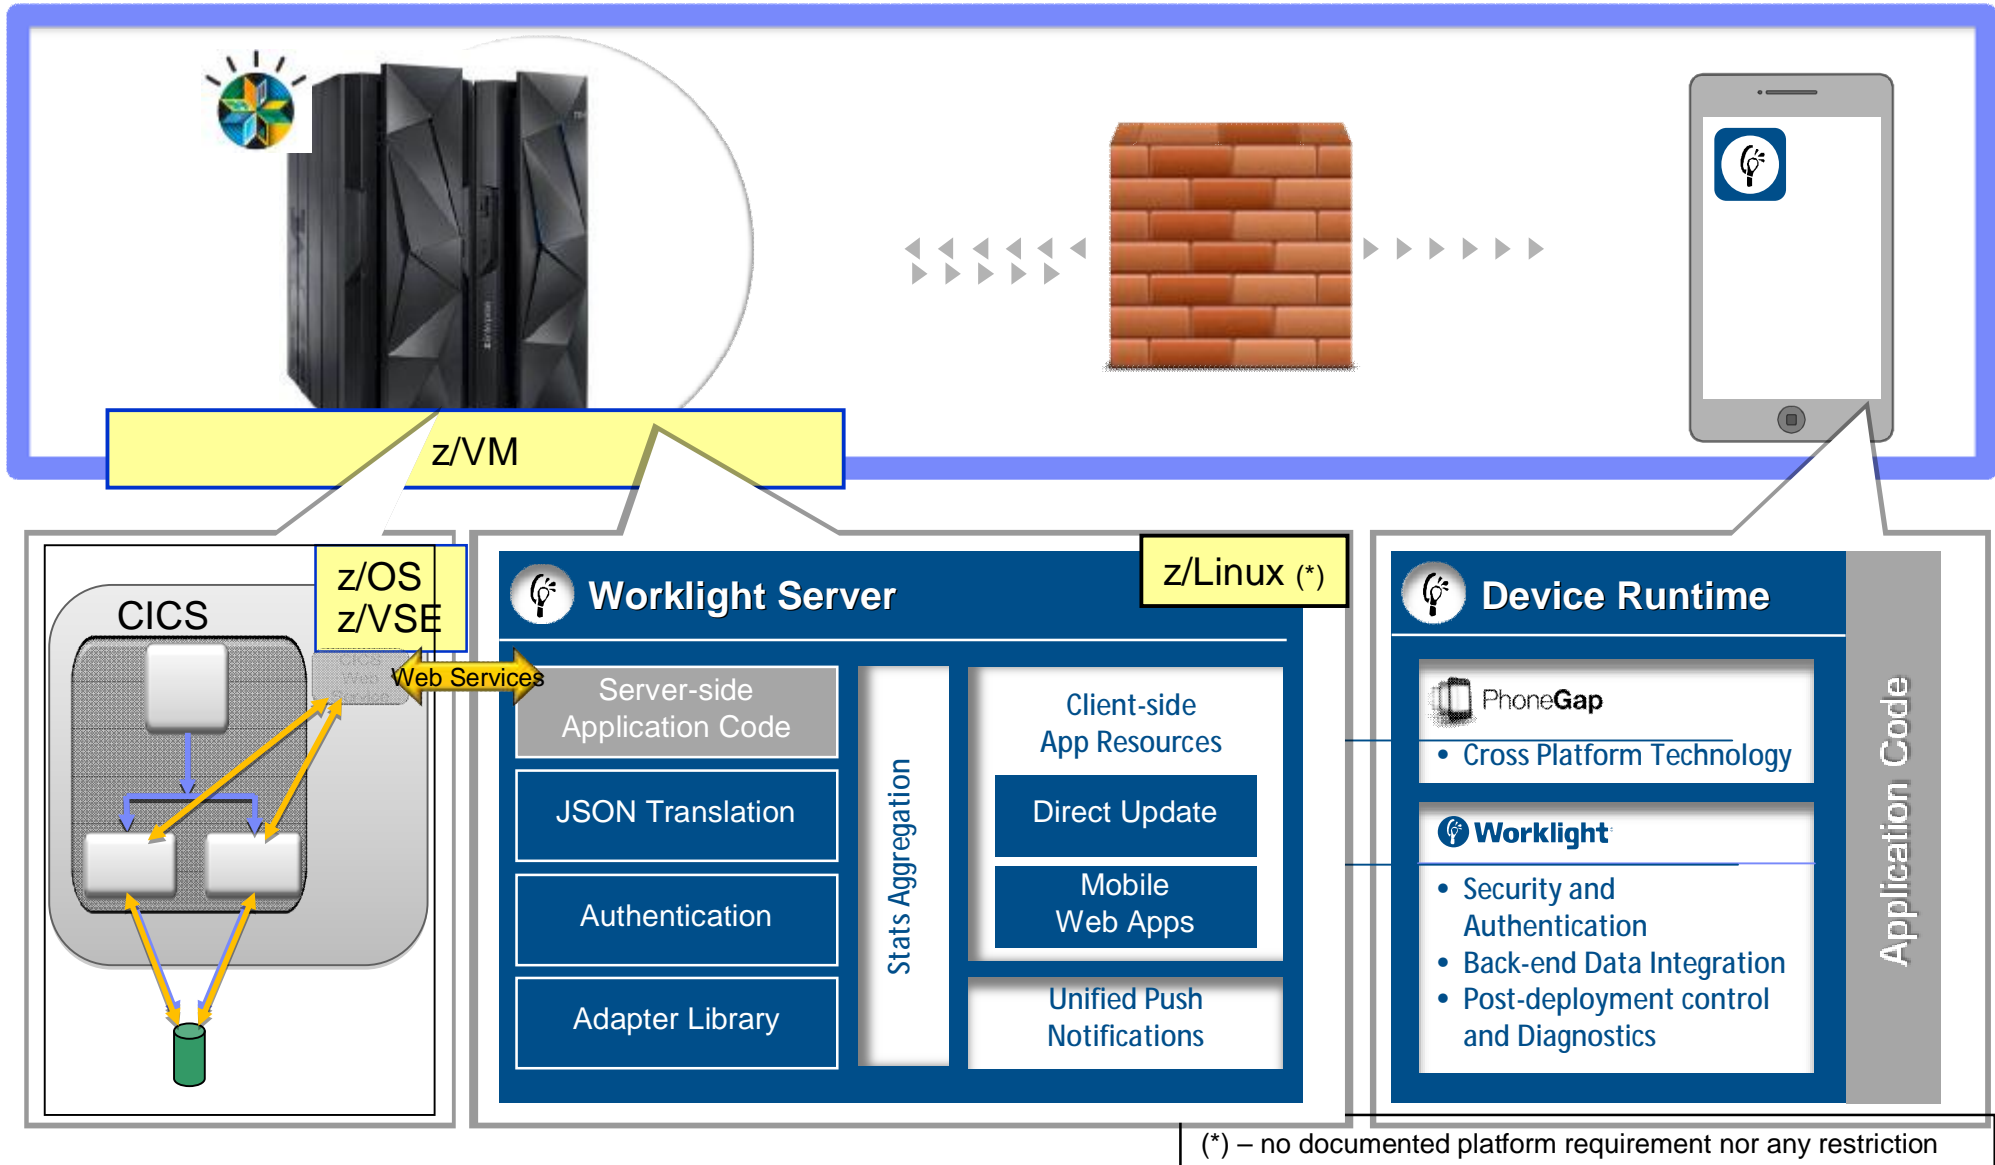 z/VM
z/OS
z/VSE
CICS
CICS
Web
Service
Web Services
Worklight Server
z/Linux (*)
Server-side
Application Code
JSON Translation
Authentication
Adapter Library
Stats Aggregation
Client-side
App Resources
Direct Update
Mobile
Web Apps
Unified Push
Notifications
Device Runtime
PhoneGap
• Cross Platform Technology
Worklight
• Security and
Authentication
• Back-end Data Integration
• Post-deployment control
and Diagnostics
Application Code
(*) – no documented platform requirement nor any restriction